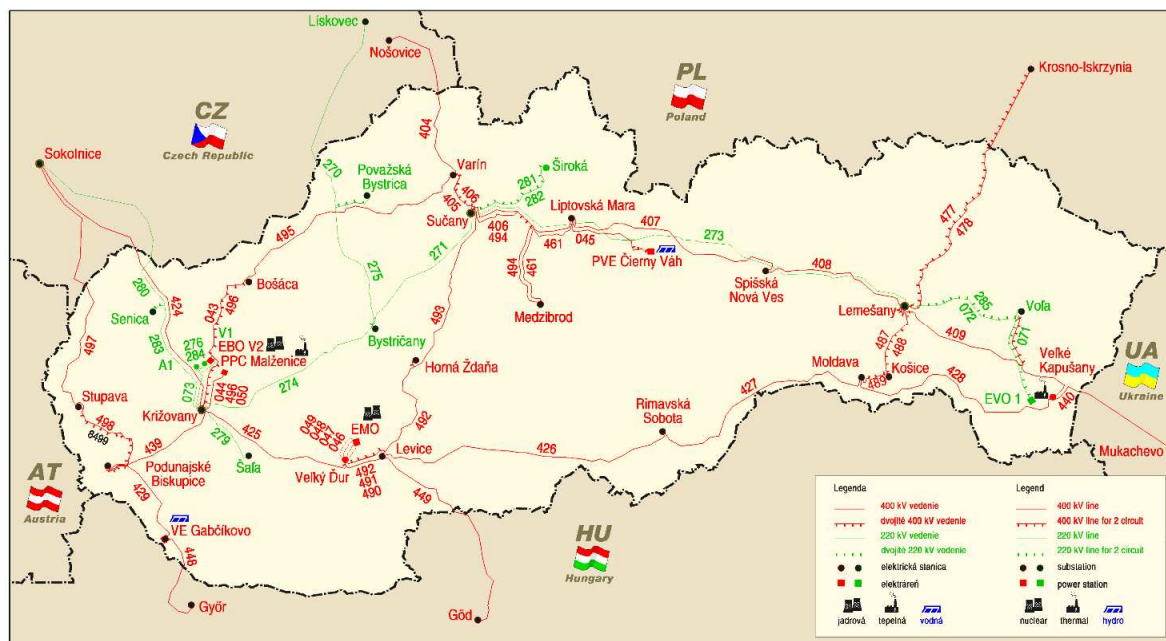 Liskovec
Nošovice
CZ
Czech Republic
PL
Poland
Krosno-Iskrzynia
Sokolnice
404
270
Považská
Bystrica
Varín
406
405
281
282
Široká
Sučany
406
494
461
Liptovská Mara
045
407
273
PVE Čierny Váh
477
478
495
271
275
494
461
Medzibrod
Spišská
Nová Ves
408
Lemešany
285
072
Voľa
071
280
424
Senica
283
043
496
Bošáca
V1
276
284
EBO V2
PPC Malženice
A1
Bystričany
493
Horná Ždaňa
487
488
409
Moldava
489
Košice
428
Veľké
Kapušany
UA
Ukraine
497
Stupava
073
044
496
050
274
Križovany
498
8499
439
279
425
Šaľa
049
048
047
046
EMO
492
Levice
Rimavská
Sobota
427
EVO 1
440
Mukachevo
AT
Austria
Podunajské
Biskupice
429
Veľký Ďur
492
491
490
449
426
VE Gabčíkovo
448
Győr
HU
Hungary
Göd
Legenda
400 kV vedenie
dvojité 400 kV vedenie
220 kV vedenie
dvojité 220 kV vedenie
elektrická stanica
elektráreň
jadrová
tepelná
vodná
Legend
400 kV line
400 kV line for 2 circuit
220 kV line
220 kV line for 2 circuit
substation
power station
nuclear
thermal
hydro